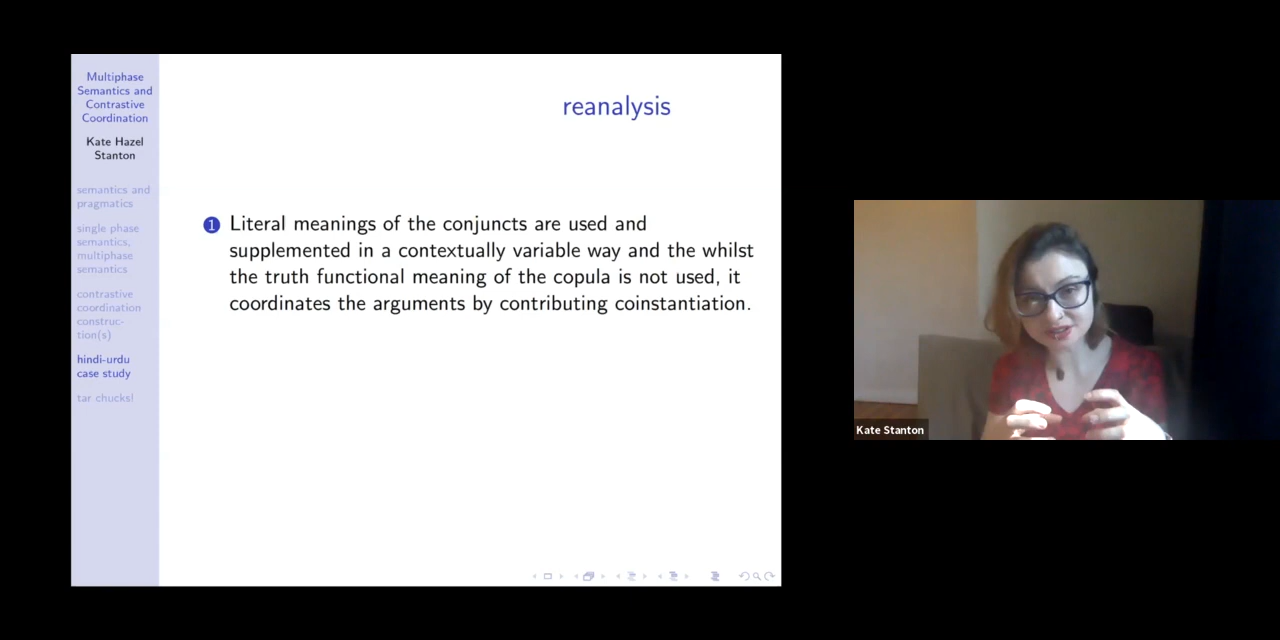 Multiphase
Semantics and
Contrastive
Coordination
Kate Hazel
Stanton
semantics and
pragmatics
single phase
semantics,
multiphase
semantics
contrastive
coordination
construc-
tion(s)
hindi-urdu
case study
tar chucks!
reanalysis
1 Literal meanings of the conjuncts are used and
supplemented in a contextually variable way and the whilst
the truth functional meaning of the copula is not used, it
coordinates the arguments by contributing coinstantiation.
Kate Stanton